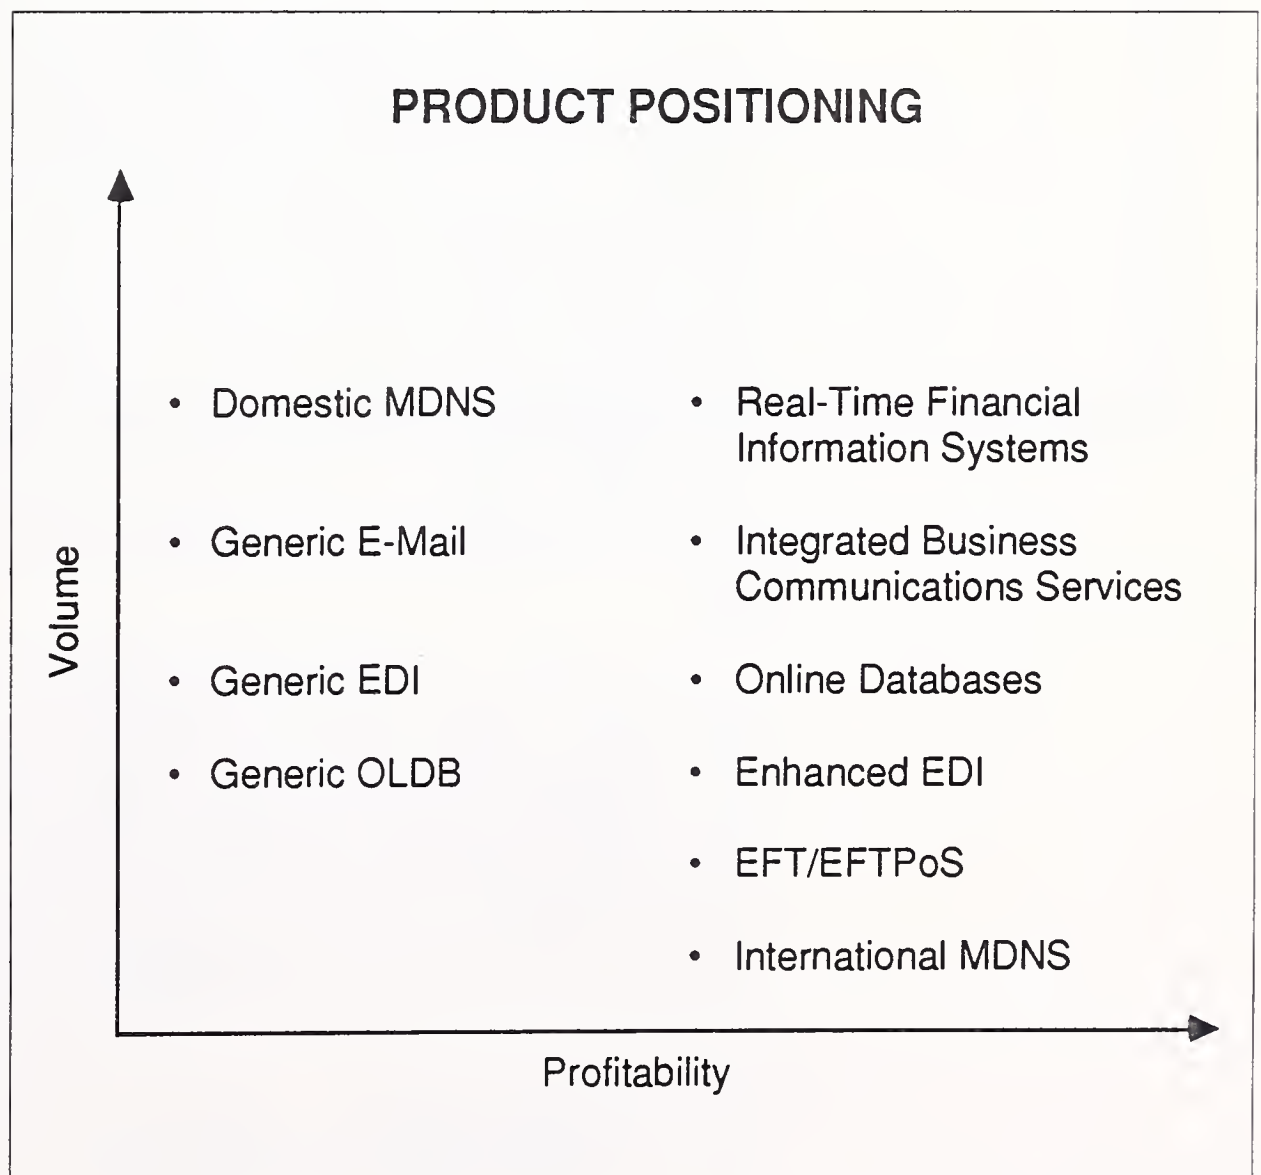 PRODUCT POSITIONING
Volume
• Domestic MDNS
• Generic E-Mail
• Generic EDI
• Generic OLDB
• Real-Time Financial
Information Systems
• Integrated Business
Communications Services
• Online Databases
• Enhanced EDI
• EFT/EFTPoS
• International MDNS
Profitability